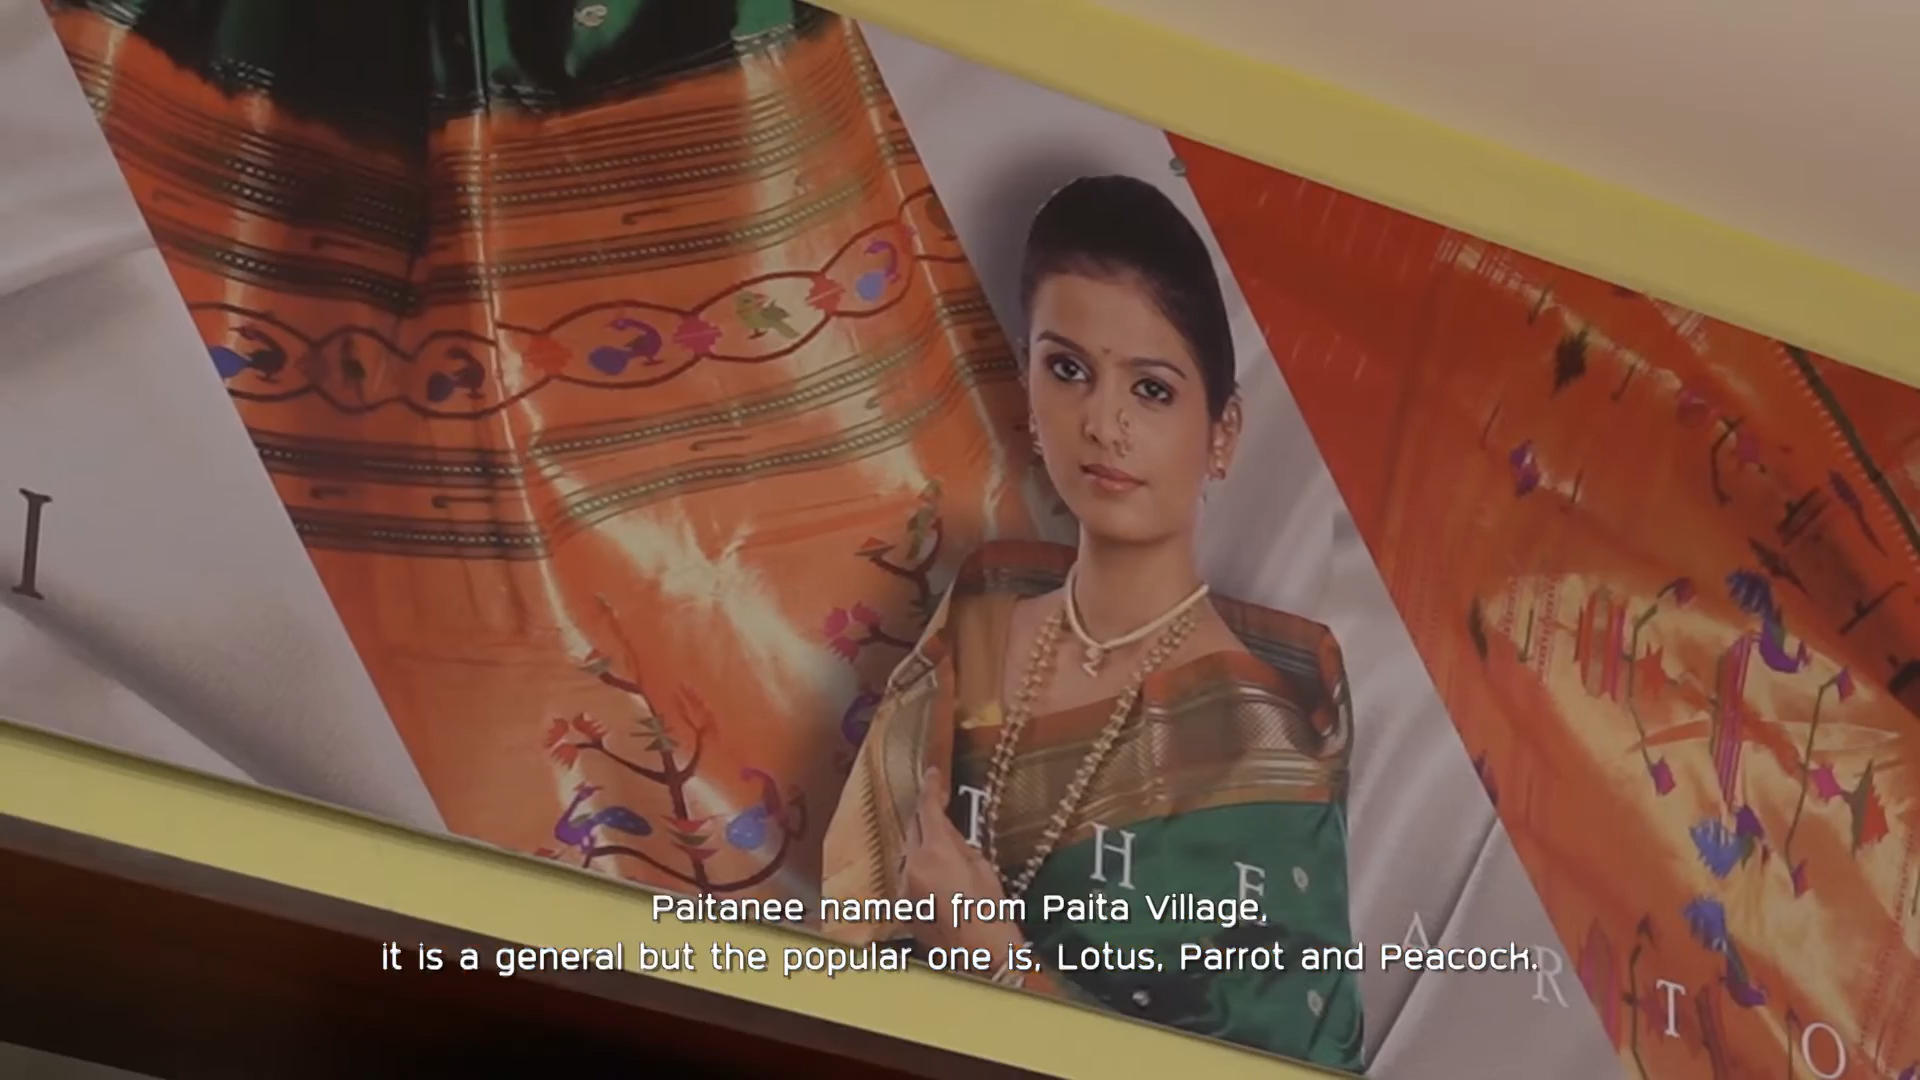 I
THE ART O
Paitanee named from Paita Village,
it is a general but the popular one is, Lotus, Parrot and Peacock.